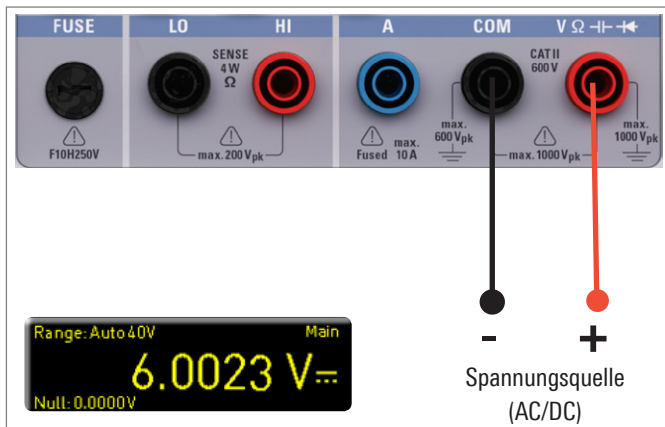 FUSE LO HI A COM V Ω ⊣⊢ ⯈|
SENSE
4 W
Ω
CAT II
600 V
F10H250V
max. 200 Vpk
Fused max.
10 A
max.
600 Vpk
max. 1000 Vpk
max.
1000 Vpk
Range: Auto 40V Main
6.0023 V⎓
Null: 0.0000V
- +
Spannungsquelle
(AC/DC)